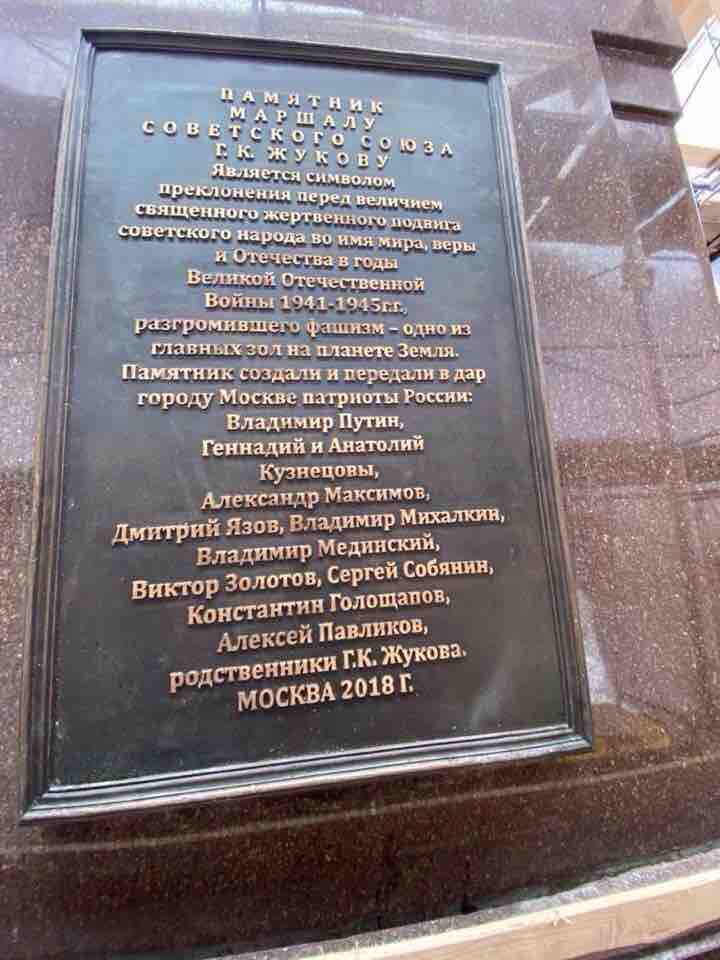 ПАМЯТНИК
МАРШАЛУ
СОВЕТСКОГО СОЮЗА
Г. К. ЖУКОВУ
Является символом
преклонения перед величием
священного жертвенного подвига
советского народа во имя мира, веры
и Отечества в годы
Великой Отечественной
Войны 1941-1945г.г.,
разгромившего фашизм – одно из
главных зол на планете Земля.
Памятник создали и передали в дар
городу Москве патриоты России:
Владимир Путин,
Геннадий и Анатолий
Кузнецовы,
Александр Максимов,
Дмитрий Язов, Владимир Михалкин,
Владимир Мединский,
Виктор Золотов, Сергей Собянин,
Константин Голощапов,
Алексей Павликов,
родственники Г.К. Жукова.
МОСКВА 2018 Г.